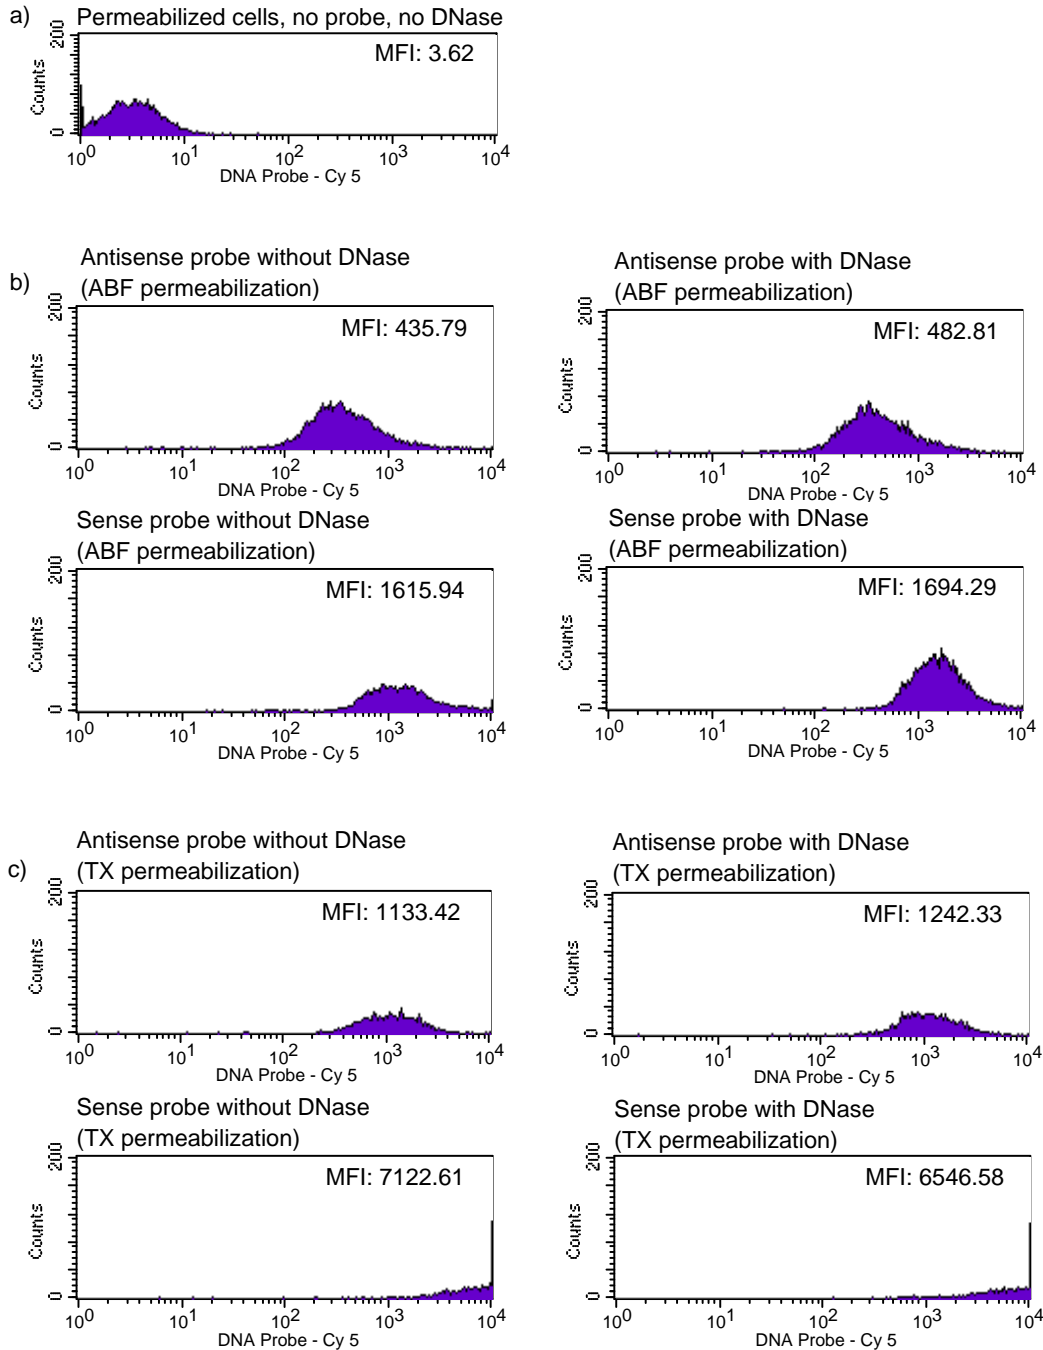 a)
Permeabilized cells, no probe, no DNase
200
MFI: 3.62
Counts
0
10^0 10^1 10^2 10^3 10^4
DNA Probe - Cy 5
b)
Antisense probe without DNase
(ABF permeabilization)
200
MFI: 435.79
Counts
0
10^0 10^1 10^2 10^3 10^4
DNA Probe - Cy 5
Antisense probe with DNase
(ABF permeabilization)
200
MFI: 482.81
Counts
0
10^0 10^1 10^2 10^3 10^4
DNA Probe - Cy 5
Sense probe without DNase
(ABF permeabilization)
200
MFI: 1615.94
Counts
0
10^0 10^1 10^2 10^3 10^4
DNA Probe - Cy 5
Sense probe with DNase
(ABF permeabilization)
200
MFI: 1694.29
Counts
0
10^0 10^1 10^2 10^3 10^4
DNA Probe - Cy 5
c)
Antisense probe without DNase
(TX permeabilization)
200
MFI: 1133.42
Counts
0
10^0 10^1 10^2 10^3 10^4
DNA Probe - Cy 5
Antisense probe with DNase
(TX permeabilization)
200
MFI: 1242.33
Counts
0
10^0 10^1 10^2 10^3 10^4
DNA Probe - Cy 5
Sense probe without DNase
(TX permeabilization)
200
MFI: 7122.61
Counts
0
10^0 10^1 10^2 10^3 10^4
DNA Probe - Cy 5
Sense probe with DNase
(TX permeabilization)
200
MFI: 6546.58
Counts
0
10^0 10^1 10^2 10^3 10^4
DNA Probe - Cy 5